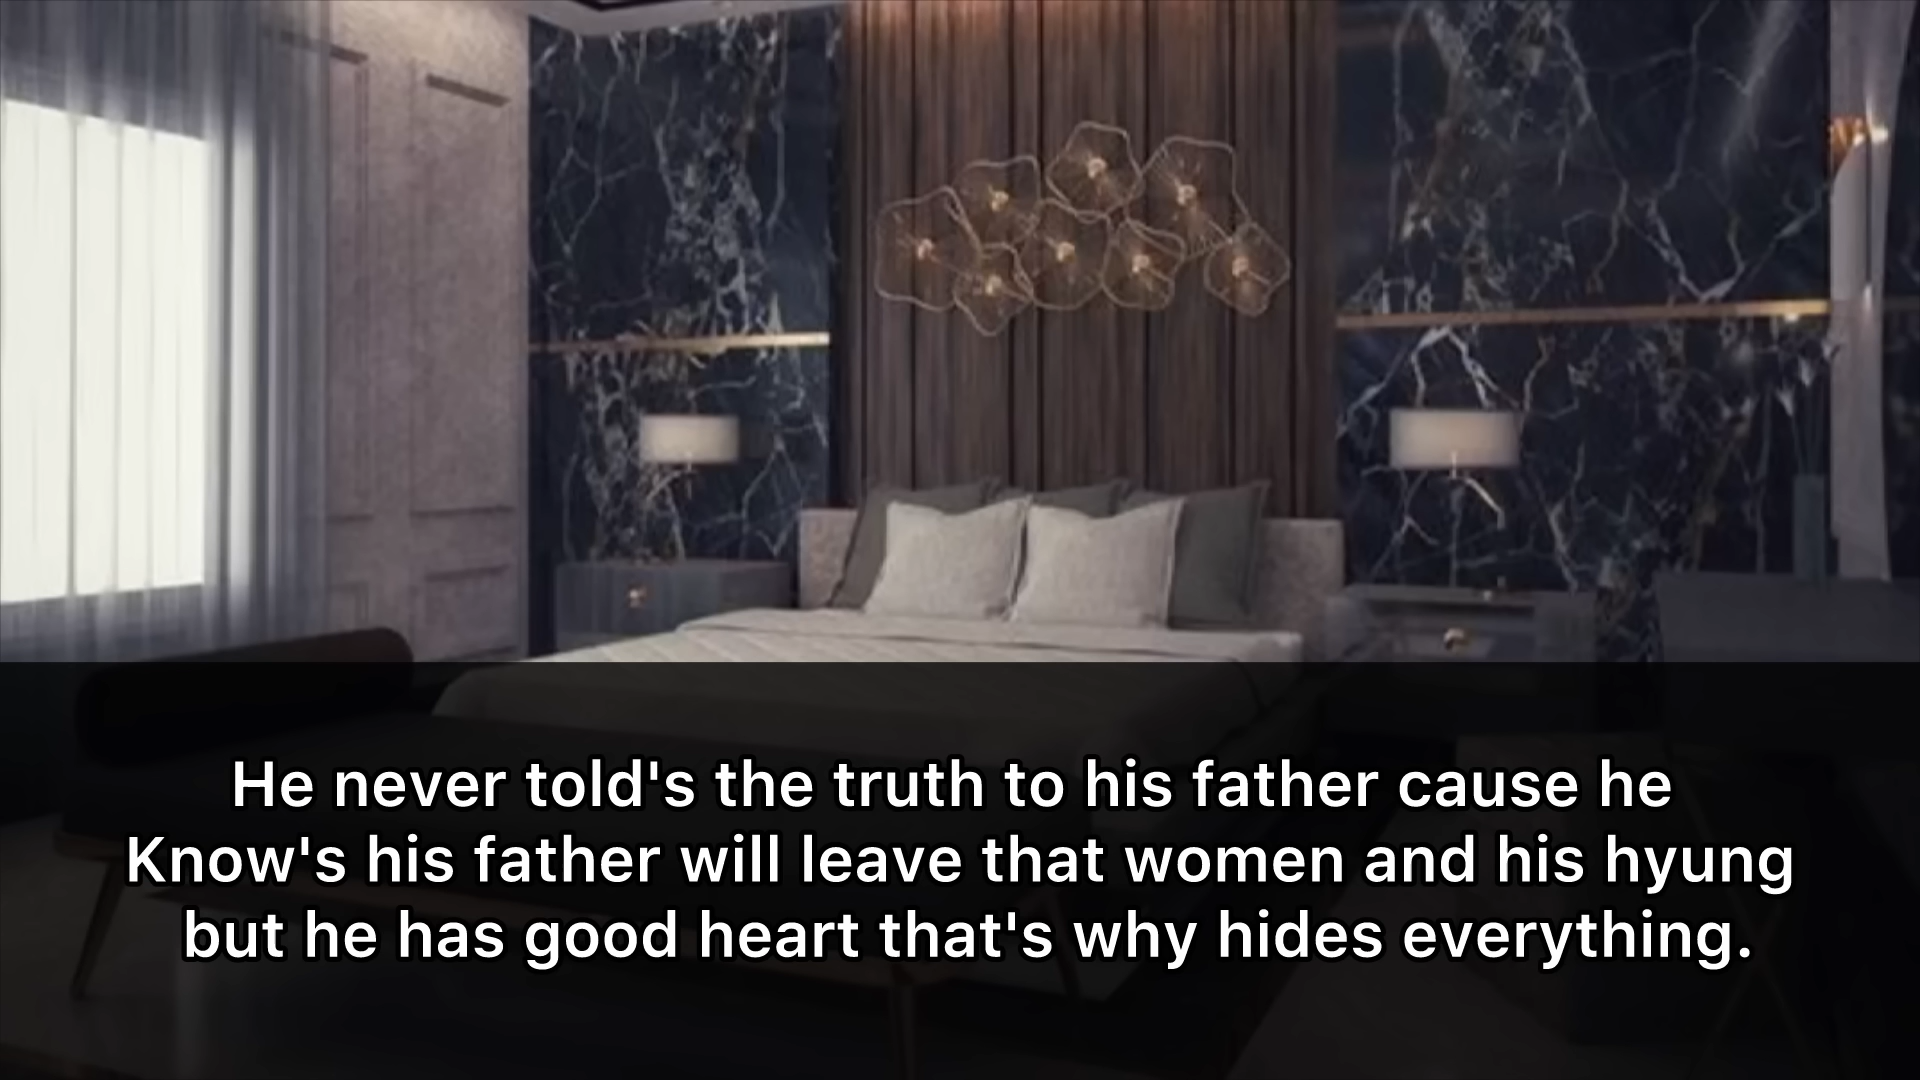 He never told's the truth to his father cause he
Know's his father will leave that women and his hyung
but he has good heart that's why hides everything.